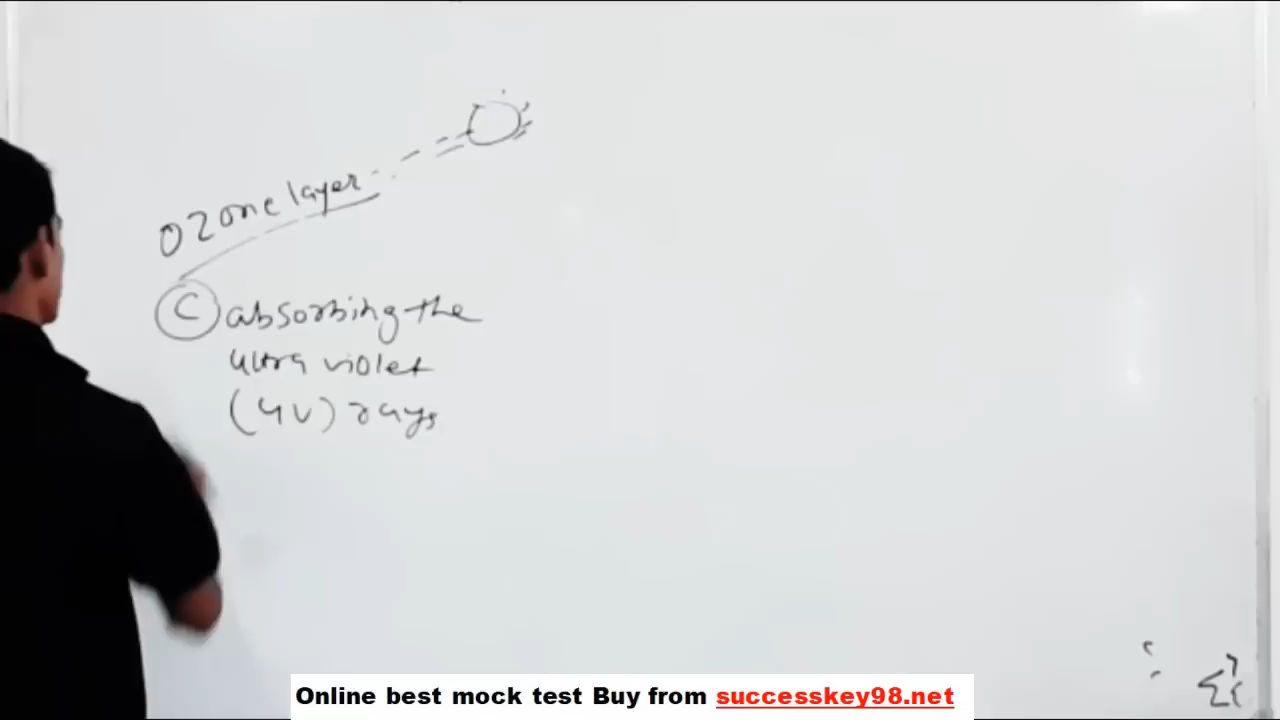 Ozone layer
C absorbing the
ultra violet
(UV) rays
Online best mock test Buy from successkey98.net